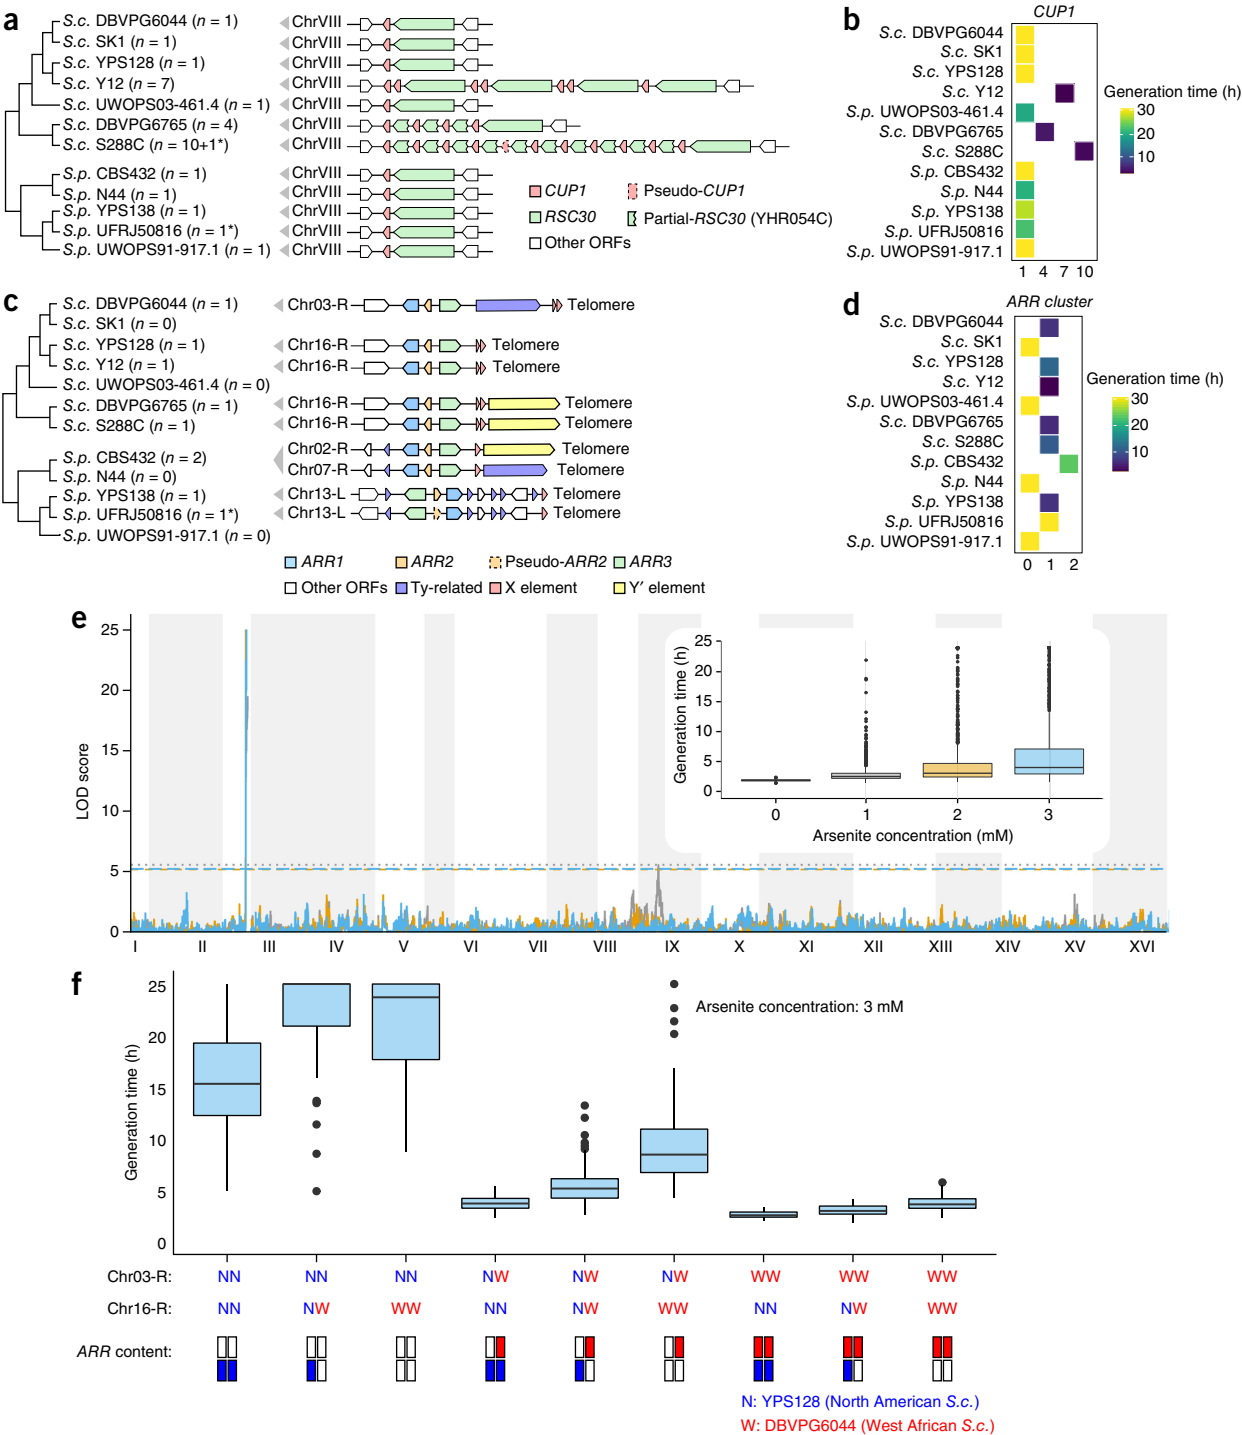 a
S.c. DBVPG6044 (n = 1)
S.c. SK1 (n = 1)
S.c. YPS128 (n = 1)
S.c. Y12 (n = 7)
S.c. UWOPS03-461.4 (n = 1)
S.c. DBVPG6765 (n = 4)
S.c. S288C (n = 10+1*)
S.p. CBS432 (n = 1)
S.p. N44 (n = 1)
S.p. YPS138 (n = 1)
S.p. UFRJ50816 (n = 1*)
S.p. UWOPS91-917.1 (n = 1)
ChrVIII
ChrVIII
ChrVIII
ChrVIII
ChrVIII
ChrVIII
ChrVIII
ChrVIII
ChrVIII
ChrVIII
ChrVIII
ChrVIII
CUP1
Pseudo-CUP1
RSC30
Partial-RSC30 (YHR054C)
Other ORFs
b
CUP1
S.c. DBVPG6044
S.c. SK1
S.c. YPS128
S.c. Y12
S.p. UWOPS03-461.4
S.c. DBVPG6765
S.c. S288C
S.p. CBS432
S.p. N44
S.p. YPS138
S.p. UFRJ50816
S.p. UWOPS91-917.1
1 4 7 10
Generation time (h)
30
20
10
c
S.c. DBVPG6044 (n = 1)
S.c. SK1 (n = 0)
S.c. YPS128 (n = 1)
S.c. Y12 (n = 1)
S.c. UWOPS03-461.4 (n = 0)
S.c. DBVPG6765 (n = 1)
S.c. S288C (n = 1)
S.p. CBS432 (n = 2)
S.p. N44 (n = 0)
S.p. YPS138 (n = 1)
S.p. UFRJ50816 (n = 1*)
S.p. UWOPS91-917.1 (n = 0)
Chr03-R Telomere
Chr16-R Telomere
Chr16-R Telomere
Chr16-R Telomere
Chr16-R Telomere
Chr02-R Telomere
Chr07-R Telomere
Chr13-L Telomere
Chr13-L Telomere
ARR1 ARR2 Pseudo-ARR2 ARR3
Other ORFs Ty-related X element Y′ element
d
ARR cluster
S.c. DBVPG6044
S.c. SK1
S.c. YPS128
S.c. Y12
S.p. UWOPS03-461.4
S.c. DBVPG6765
S.c. S288C
S.p. CBS432
S.p. N44
S.p. YPS138
S.p. UFRJ50816
S.p. UWOPS91-917.1
0 1 2
Generation time (h)
30
20
10
e
LOD score
25
20
15
10
5
0
I II III IV V VI VII VIII IX X XI XII XIII XIV XV XVI
Generation time (h)
25
20
15
10
5
0
0 1 2 3
Arsenite concentration (mM)
f
Generation time (h)
25
20
15
10
5
0
Arsenite concentration: 3 mM
Chr03-R: NN NN NN NW NW NW WW WW WW
Chr16-R: NN NW WW NN NW WW NN NW WW
ARR content:
N: YPS128 (North American S.c.)
W: DBVPG6044 (West African S.c.)